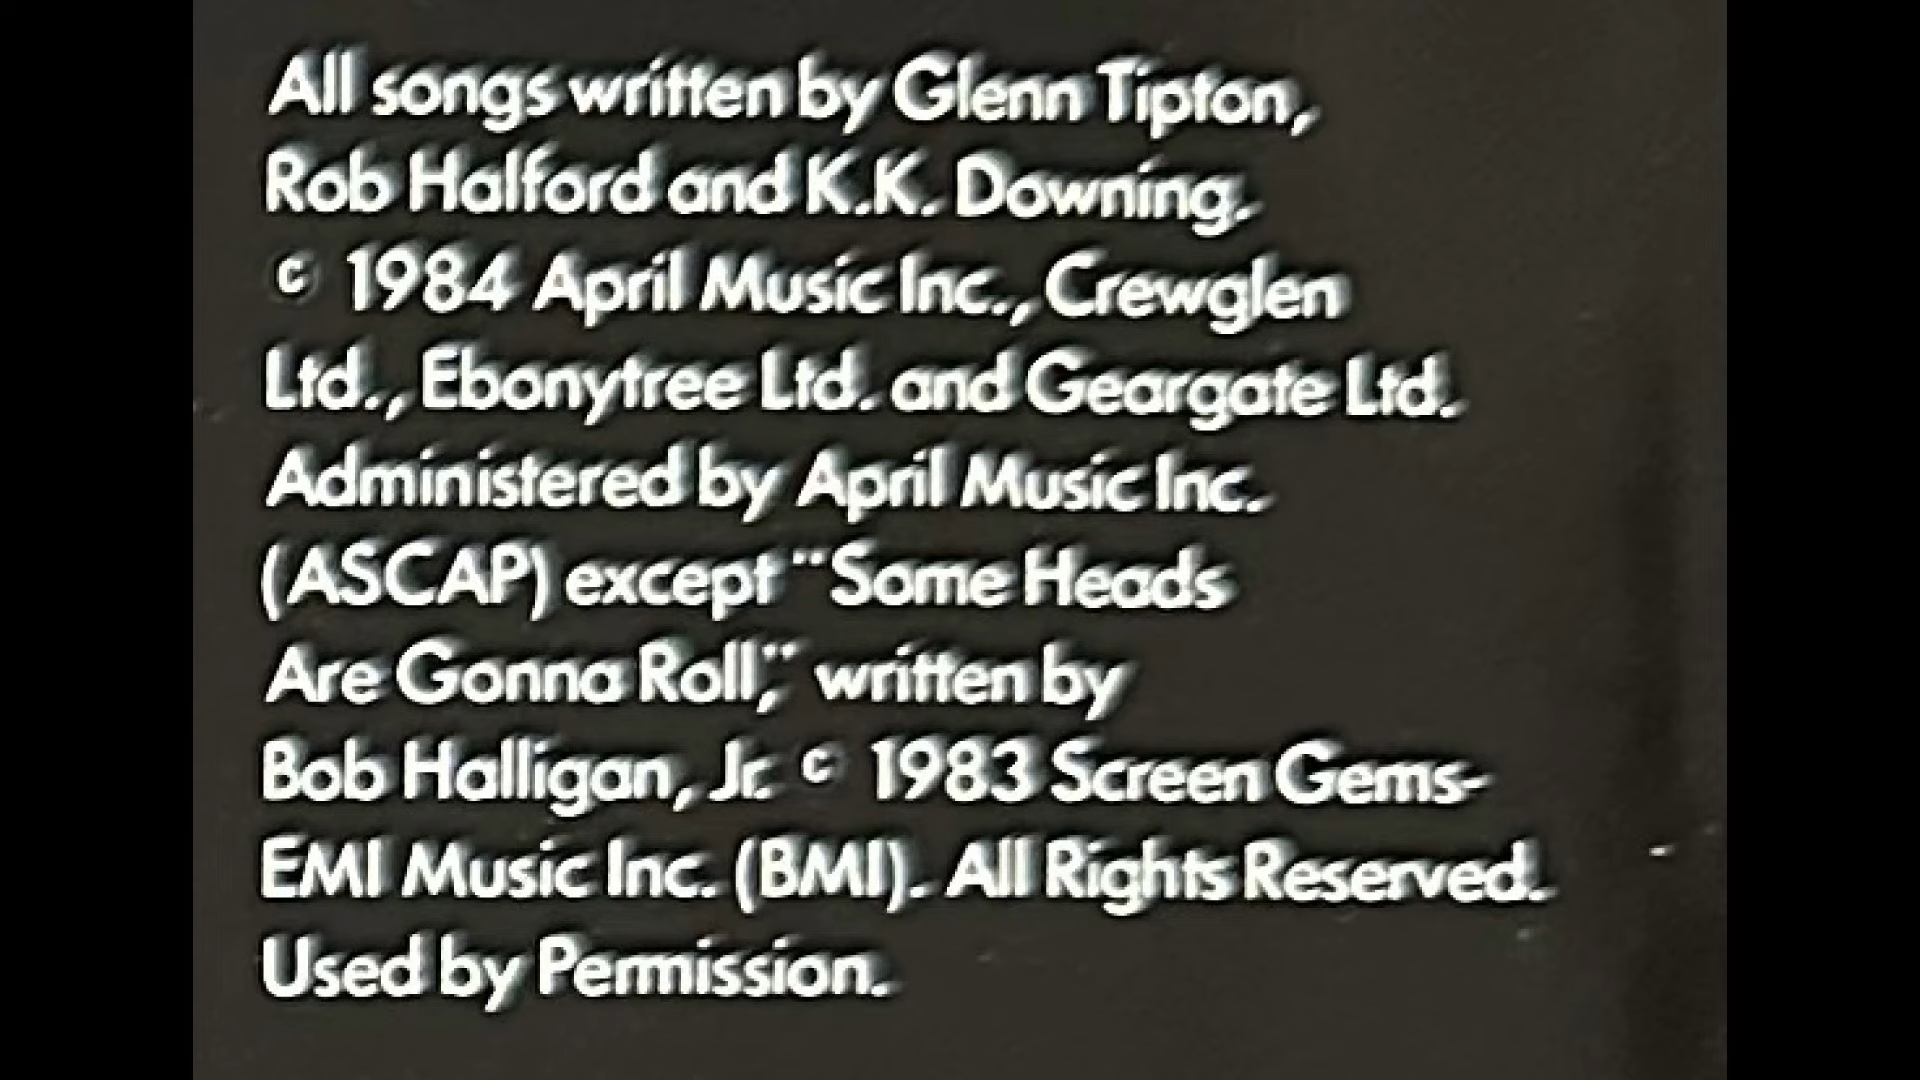 All songs written by Glenn Tipton,
Rob Halford and K.K. Downing.
© 1984 April Music Inc., Crewglen
Ltd., Ebonytree Ltd. and Geargate Ltd.
Administered by April Music Inc.
(ASCAP) except "Some Heads
Are Gonna Roll," written by
Bob Halligan, Jr. © 1983 Screen Gems-
EMI Music Inc. (BMI). All Rights Reserved.
Used by Permission.